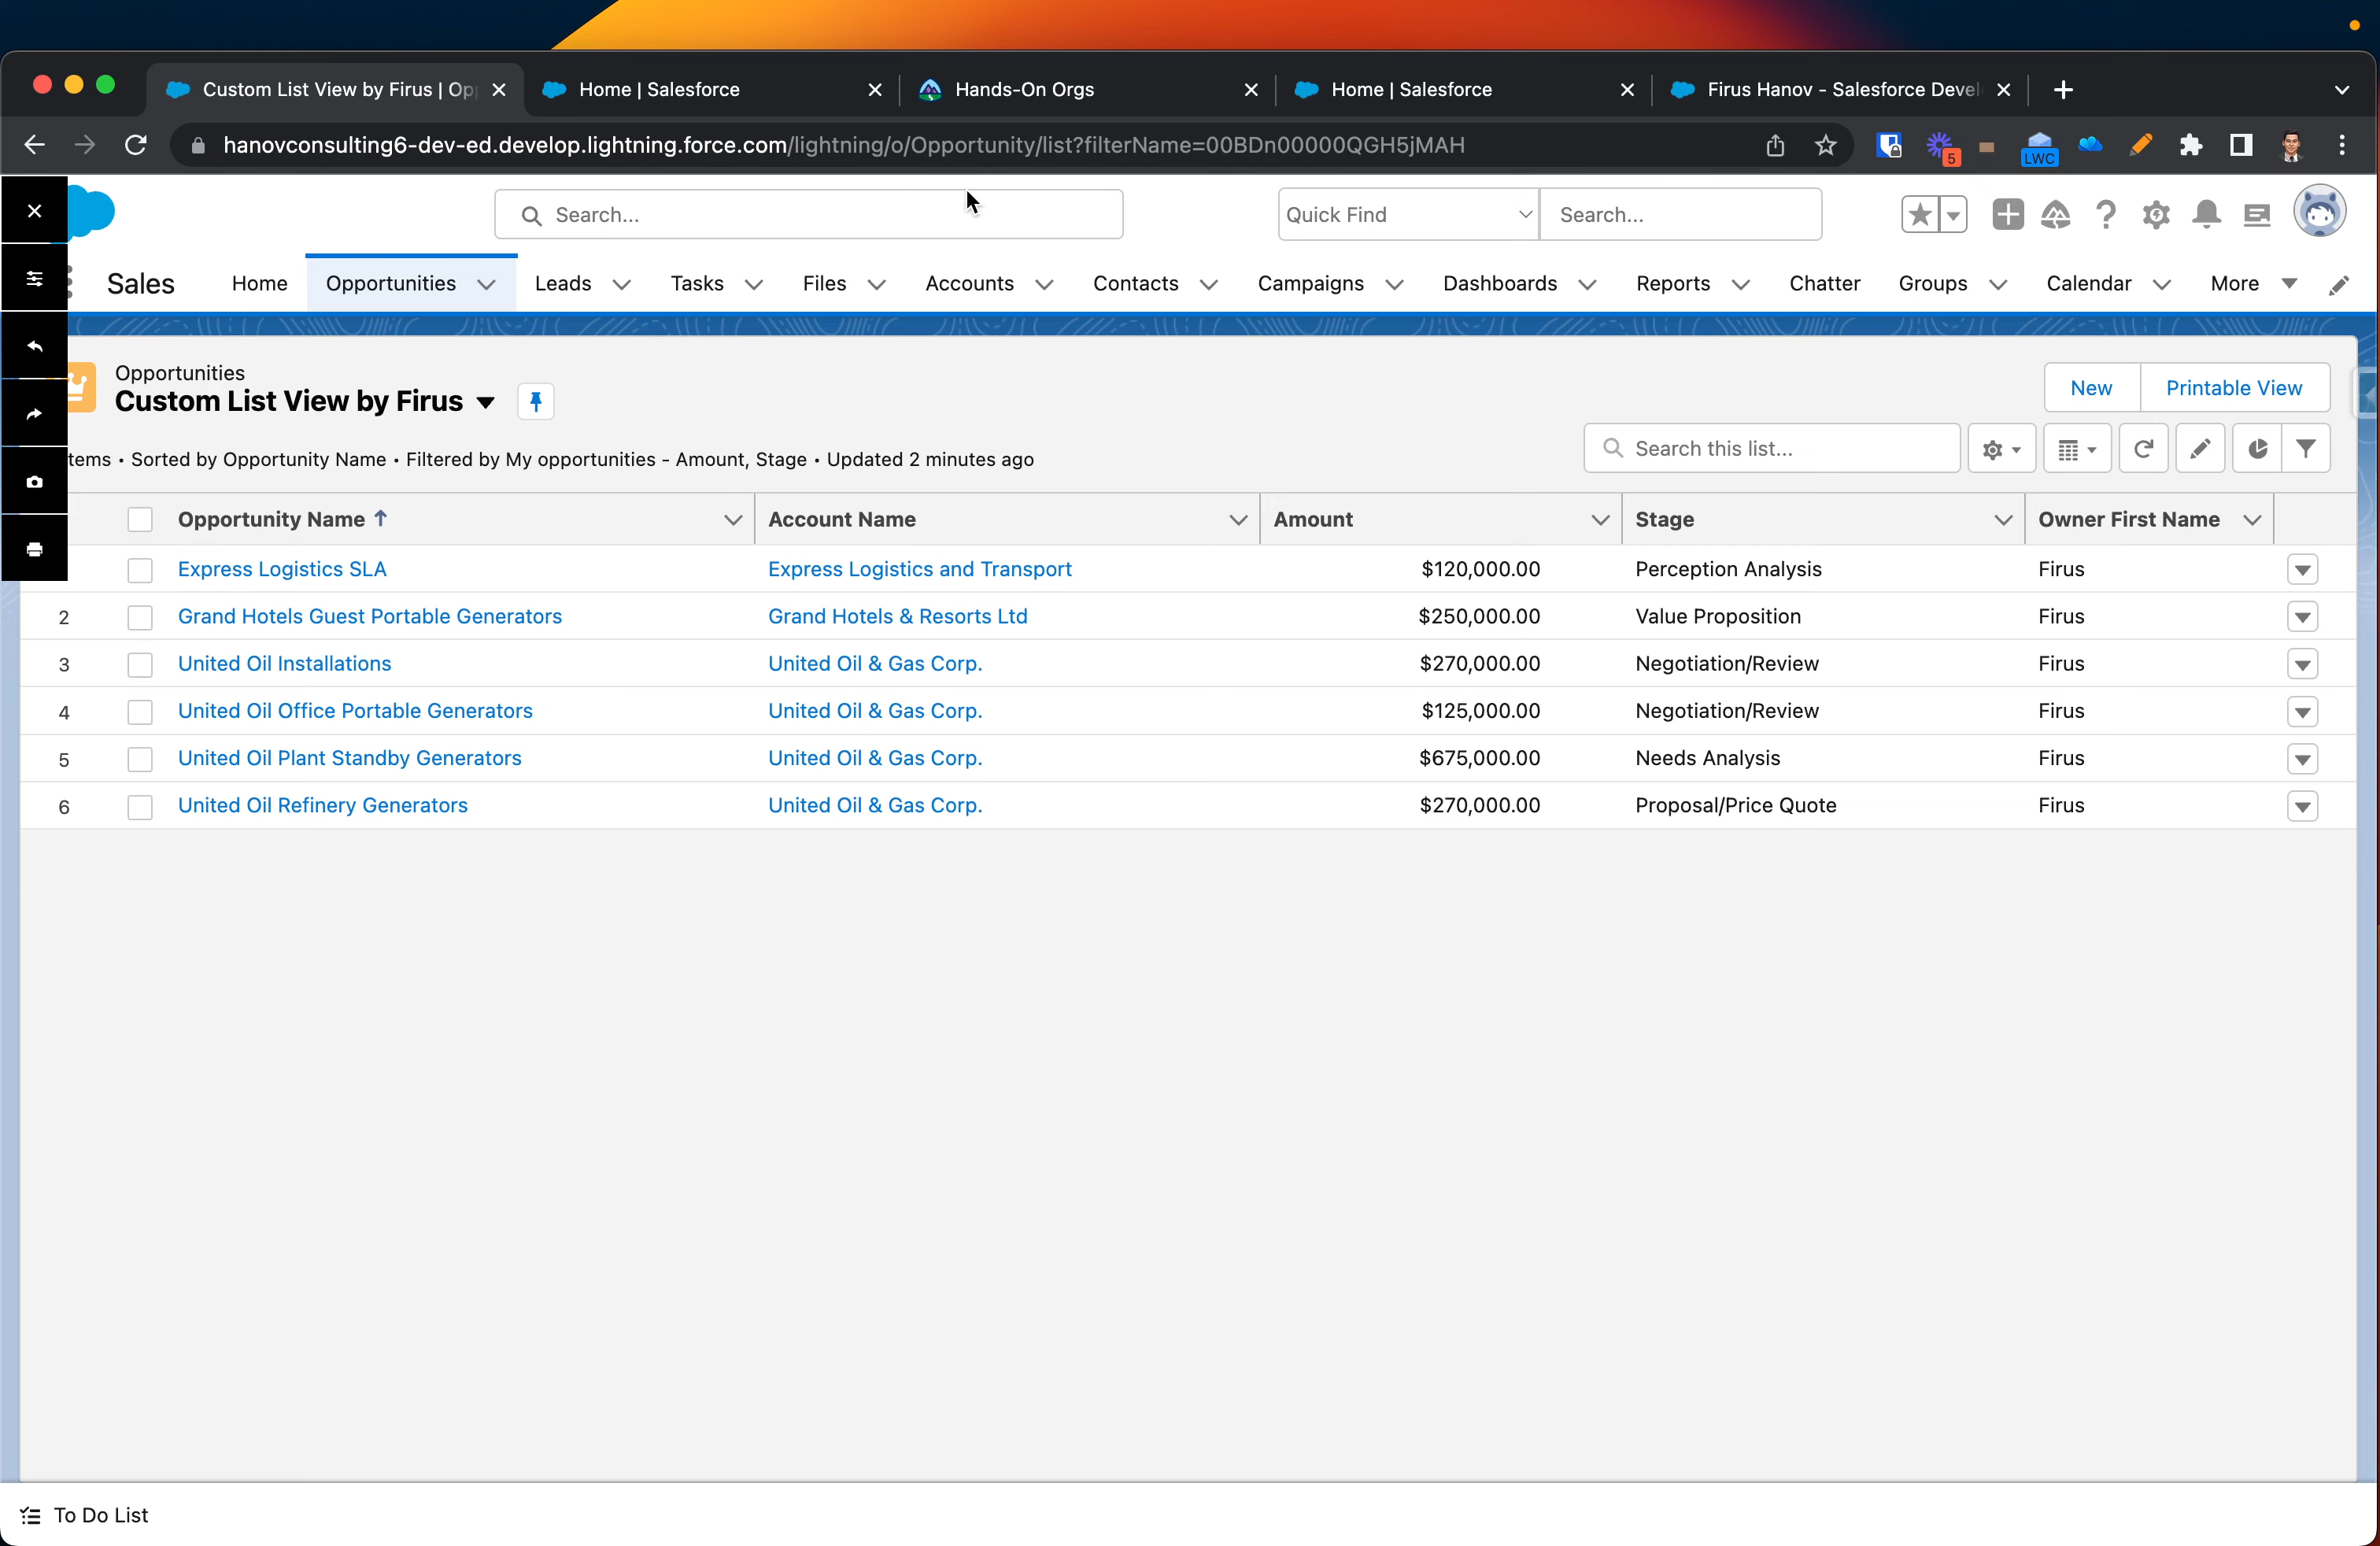 Custom List View by Firus | Op
Home | Salesforce
Hands-On Orgs
Home | Salesforce
Firus Hanov - Salesforce Devel
hanovconsulting6-dev-ed.develop.lightning.force.com/lightning/o/Opportunity/list?filterName=00BDn00000QGH5jMAH
5
LWC
Search...
Quick Find
Search...
Sales
Home
Opportunities
Leads
Tasks
Files
Accounts
Contacts
Campaigns
Dashboards
Reports
Chatter
Groups
Calendar
More
Opportunities
Custom List View by Firus
New
Printable View
tems • Sorted by Opportunity Name • Filtered by My opportunities - Amount, Stage • Updated 2 minutes ago
Search this list...
Opportunity Name Account Name Amount Stage Owner First Name
Express Logistics SLA Express Logistics and Transport $120,000.00 Perception Analysis Firus
2 Grand Hotels Guest Portable Generators Grand Hotels & Resorts Ltd $250,000.00 Value Proposition Firus
3 United Oil Installations United Oil & Gas Corp. $270,000.00 Negotiation/Review Firus
4 United Oil Office Portable Generators United Oil & Gas Corp. $125,000.00 Negotiation/Review Firus
5 United Oil Plant Standby Generators United Oil & Gas Corp. $675,000.00 Needs Analysis Firus
6 United Oil Refinery Generators United Oil & Gas Corp. $270,000.00 Proposal/Price Quote Firus
To Do List